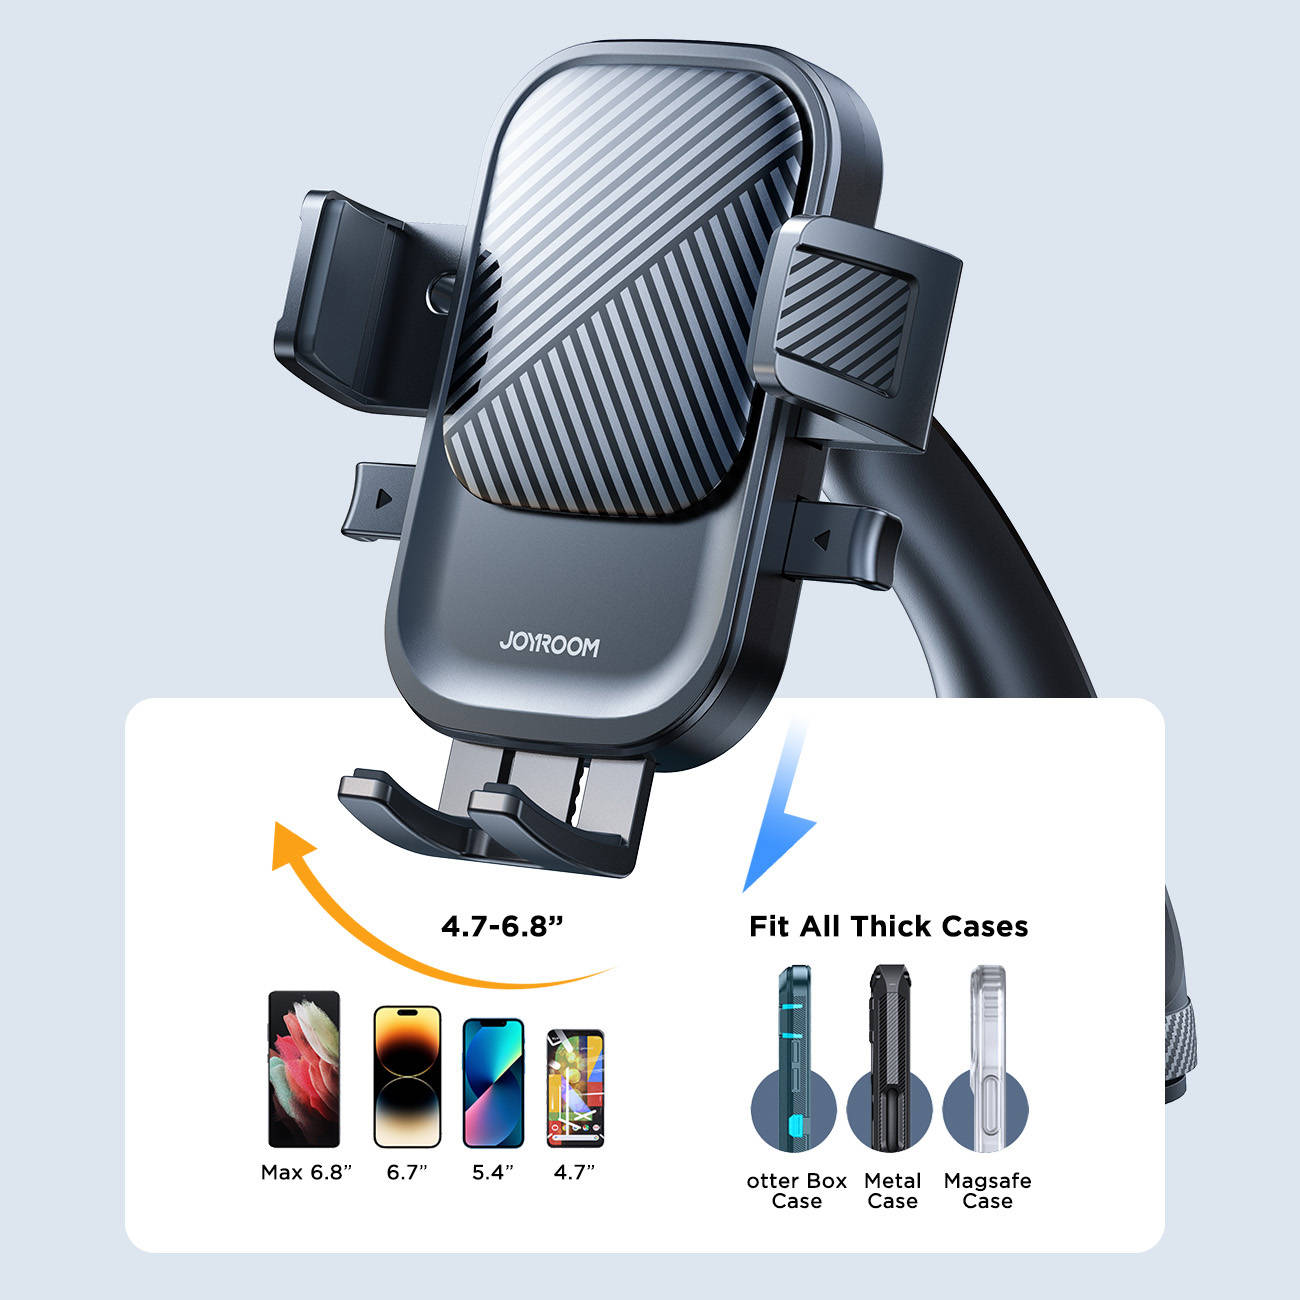 JOYROOM
4.7-6.8”
Fit All Thick Cases
Max 6.8”
6.7”
5.4”
4.7”
otter Box
Case
Metal
Case
Magsafe
Case